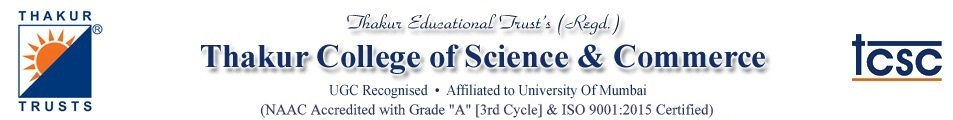 THAKUR
®
TRUSTS
Thakur Educational Trust's (Regd.)
Thakur College of Science & Commerce
UGC Recognised • Affiliated to University Of Mumbai
(NAAC Accredited with Grade "A" [3rd Cycle] & ISO 9001:2015 Certified)
tcsc